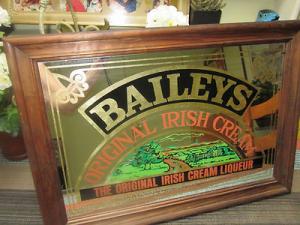 BAILEYS
ORIGINAL IRISH CREAM
THE ORIGINAL IRISH CREAM LIQUEUR